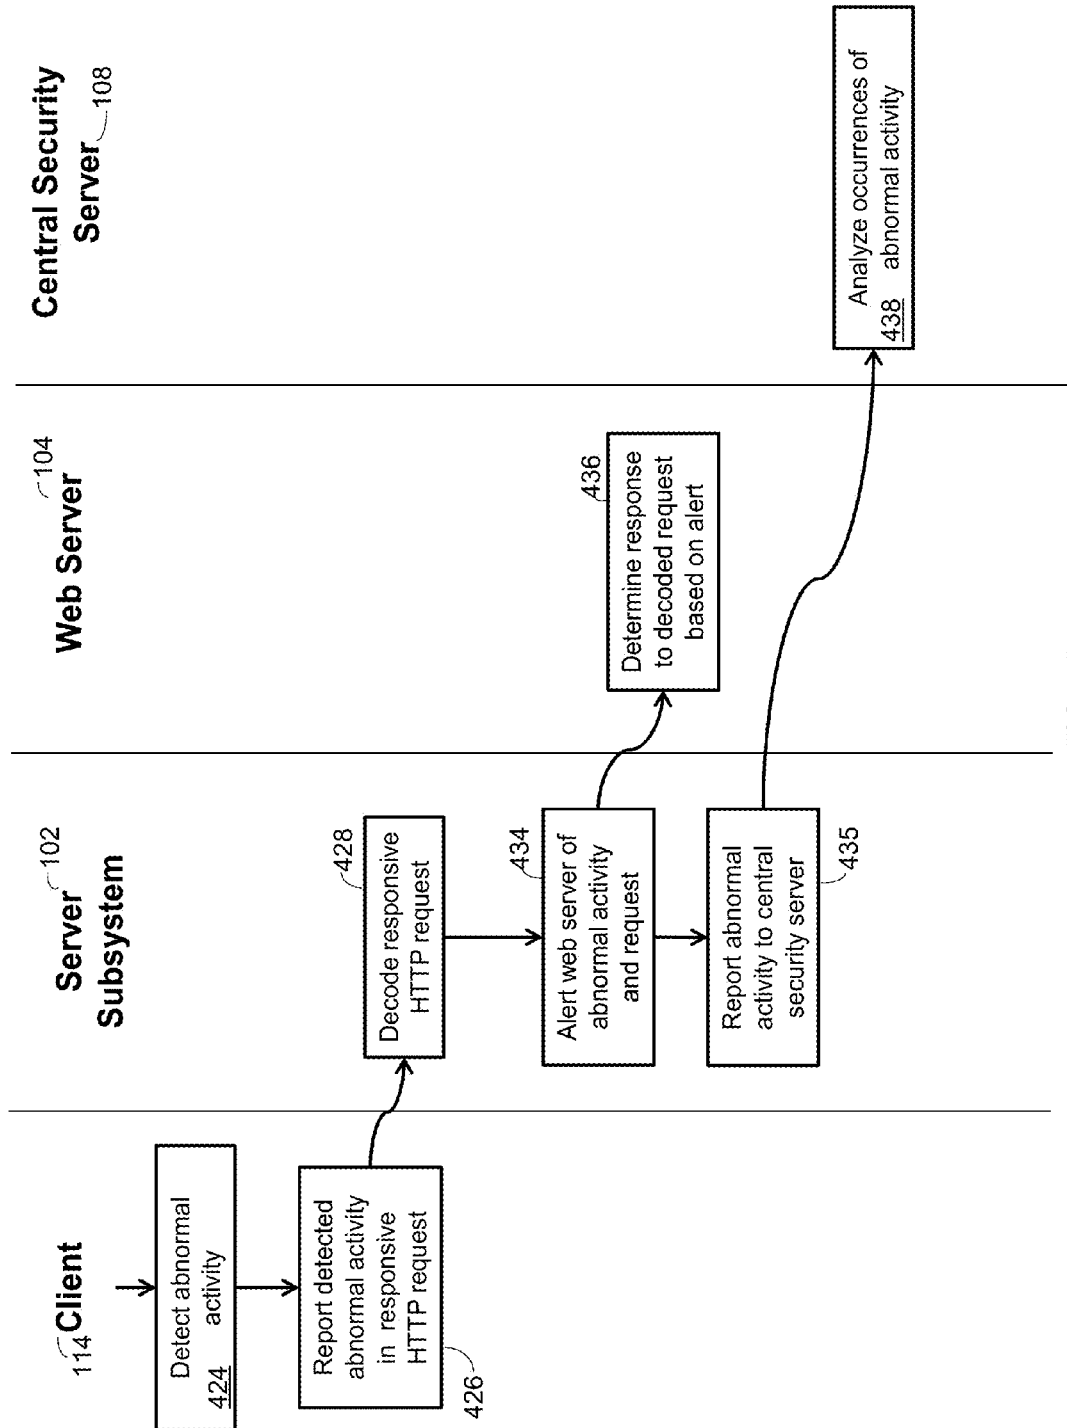 114
Client
Server
102
Subsystem
Web Server
104
Central Security
Server
108
Detect abnormal
424
activity
Report detected
abnormal activity
in responsive
HTTP request
426
428
Decode responsive
HTTP request
434
Alert web server of
abnormal activity
and request
Report abnormal
activity to central
security server
435
436
Determine response
to decoded request
based on alert
Analyze occurrences of
438
abnormal activity